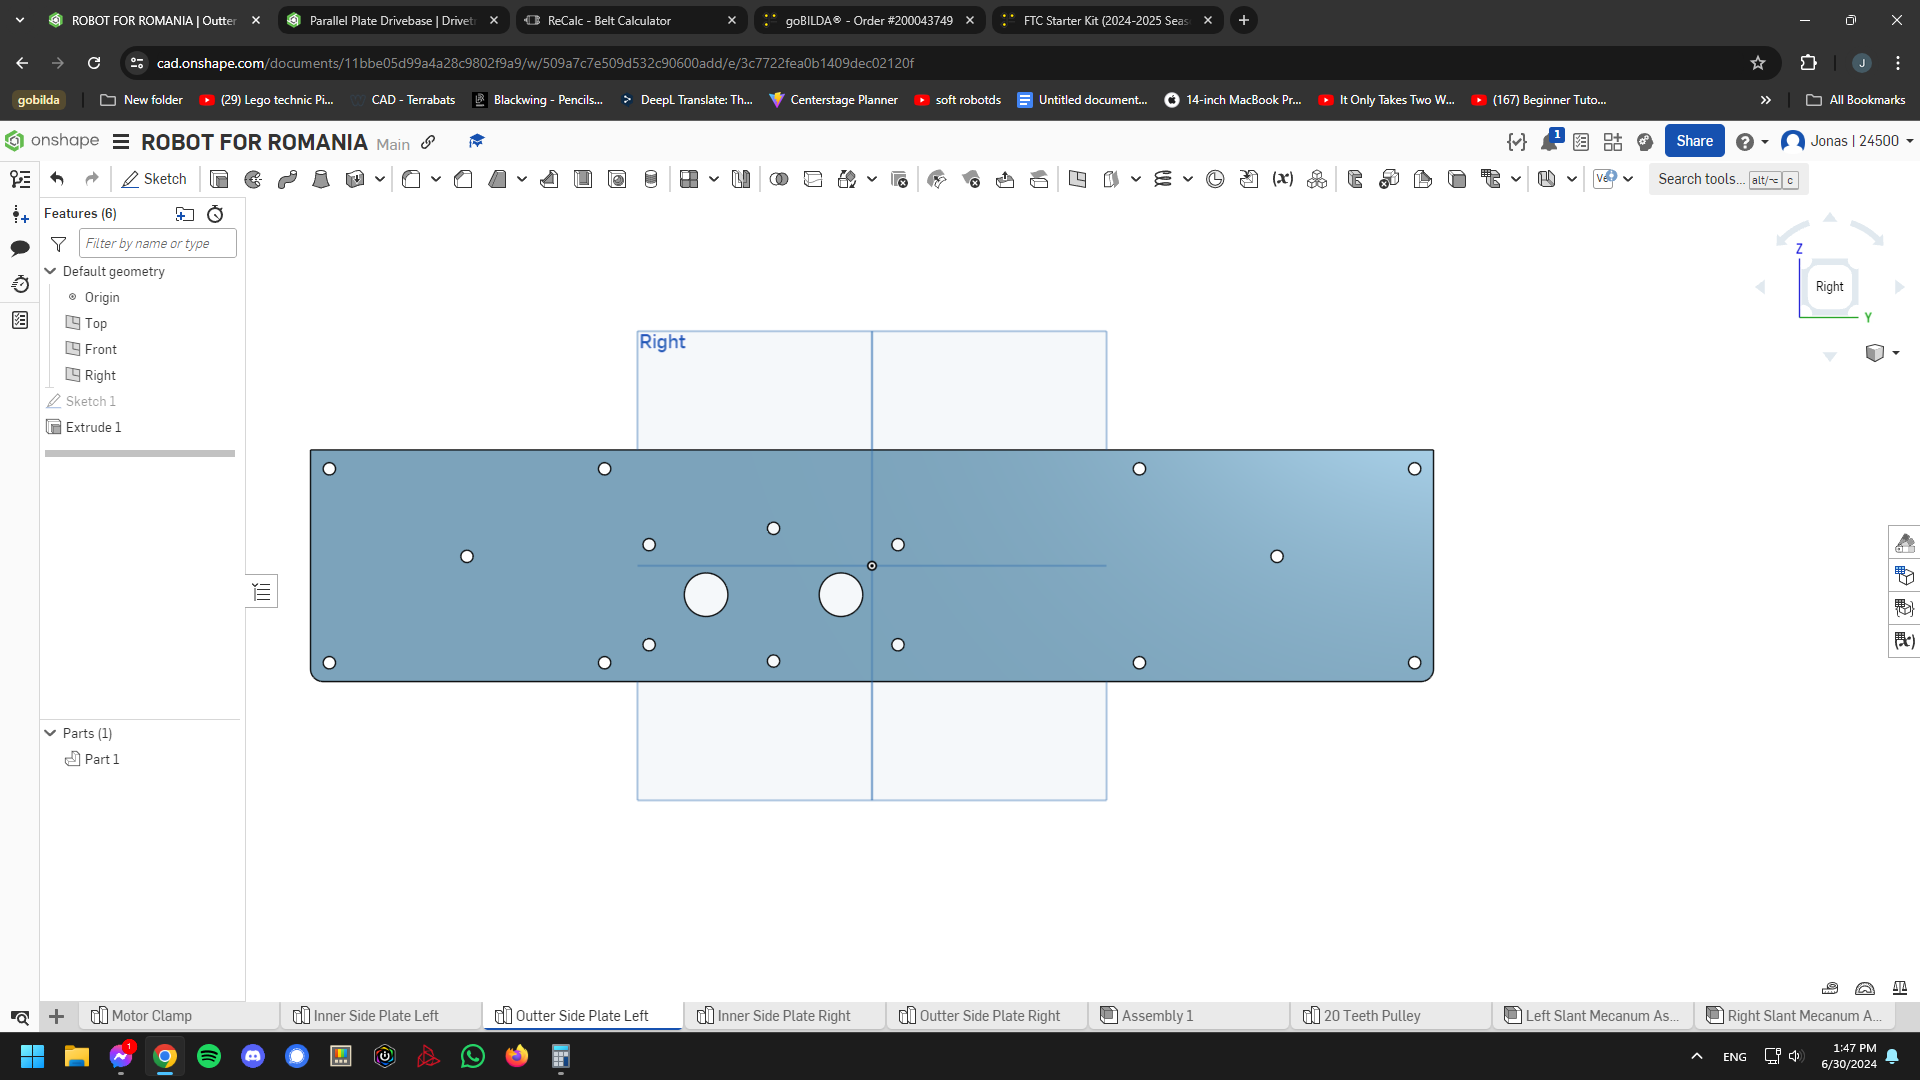 ROBOT FOR ROMANIA | Outter
Parallel Plate Drivebase | Drivet
ReCalc - Belt Calculator
goBILDA® - Order #200043749
FTC Starter Kit (2024-2025 Seas
cad.onshape.com/documents/11bbe05d99a4a28c9802f9a9/w/509a7c7e509d532c90600add/e/3c7722fea0b1409dec02120f
J
gobilda
New folder
(29) Lego technic Pi...
CAD - Terrabats
Blackwing - Pencils...
DeepL Translate: Th...
Centerstage Planner
soft robotds
Untitled document...
14-inch MacBook Pr...
It Only Takes Two W...
(167) Beginner Tuto...
All Bookmarks
onshape
ROBOT FOR ROMANIA Main
1
Share
Jonas | 24500
Sketch
Search tools... alt/⌥ c
Features (6)
Filter by name or type
Default geometry
Origin
Top
Front
Right
Sketch 1
Extrude 1
Right
Z
Right
Y
Parts (1)
Part 1
Motor Clamp
Inner Side Plate Left
Outter Side Plate Left
Inner Side Plate Right
Outter Side Plate Right
Assembly 1
20 Teeth Pulley
Left Slant Mecanum As...
Right Slant Mecanum A...
1
ENG
1:47 PM
6/30/2024